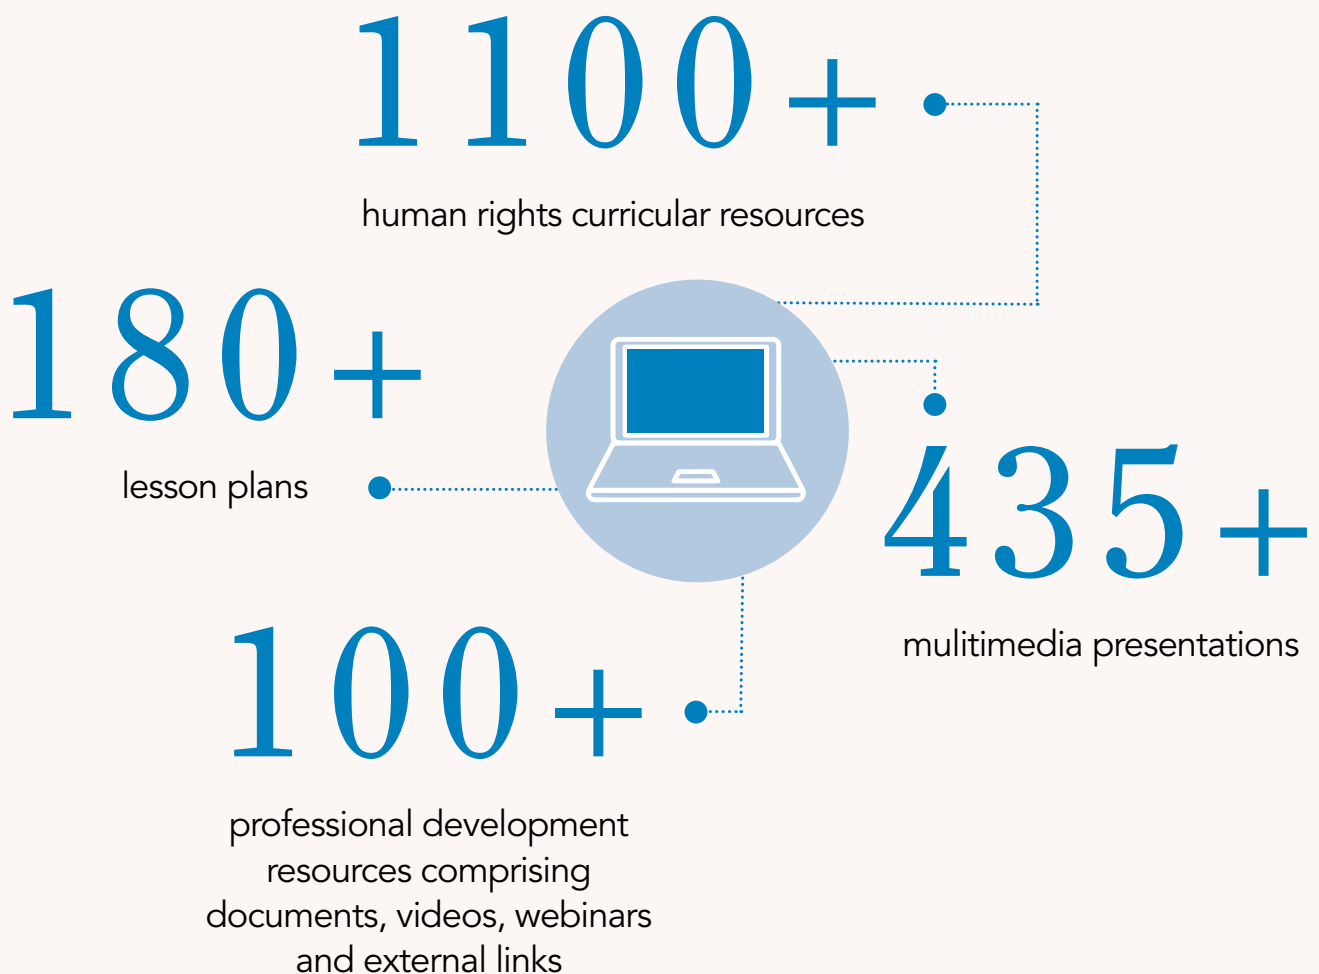 1100+
human rights curricular resources
180+
lesson plans
435+
mulitimedia presentations
100+
professional development
resources comprising
documents, videos, webinars
and external links